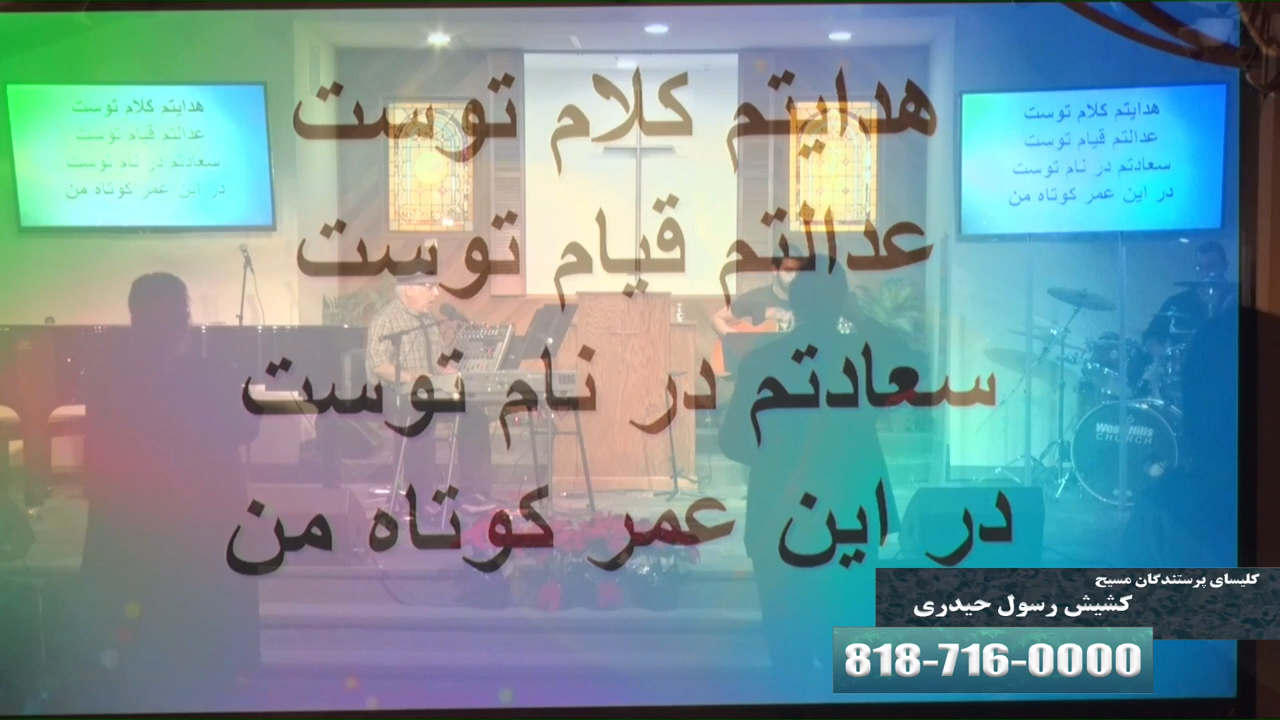 هدایتم کلام توست
عدالتم قیام توست
سعادتم در نام توست
در این عمر کوتاه من
هدایتم کلام توست
عدالتم قیام توست
سعادتم در نام توست
در این عمر کوتاه من
هدایتم کلام توست
عدالتم قیام توست
سعادتم در نام توست
در این عمر کوتاه من
KORG
West Hills
CHURCH
کلیسای پرستندگان مسیح
کشیش رسول حیدری
818-716-0000